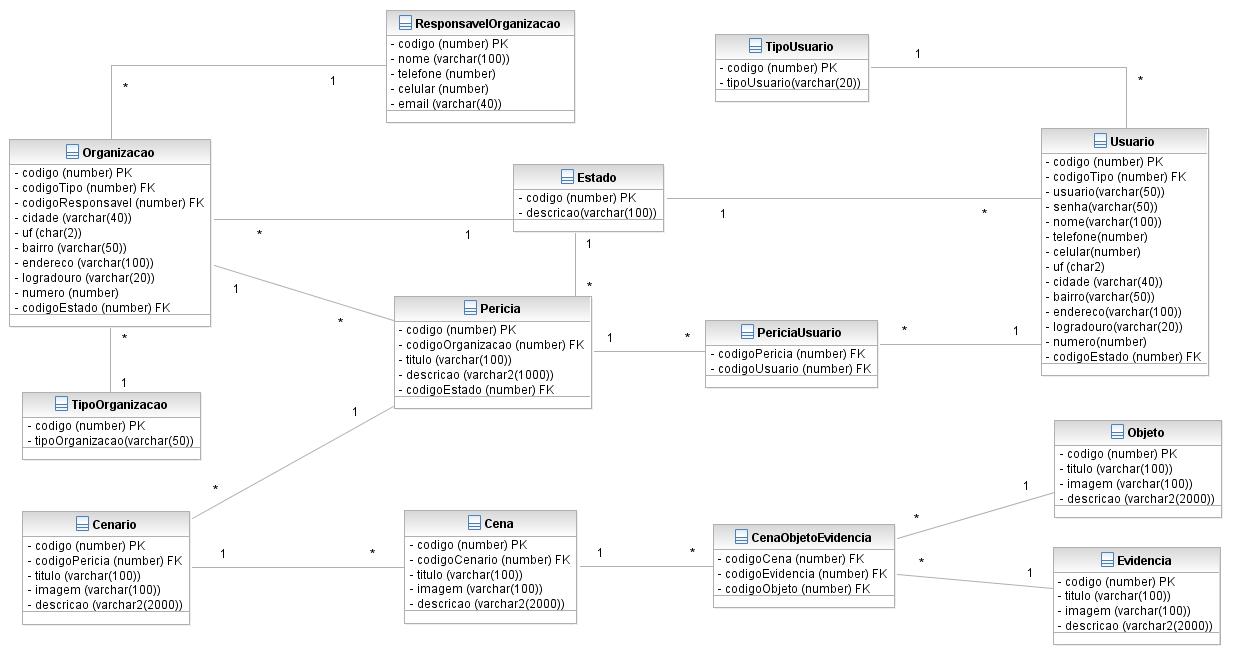 ResponsavelOrganizacao
- codigo (number) PK
- nome (varchar(100))
- telefone (number)
- celular (number)
- email (varchar(40))
TipoUsuario
- codigo (number) PK
- tipoUsuario(varchar(20))
1
*
1
*
Organizacao
- codigo (number) PK
- codigoTipo (number) FK
- codigoResponsavel (number) FK
- cidade (varchar(40))
- uf (char(2))
- bairro (varchar(50))
- endereco (varchar(100))
- logradouro (varchar(20))
- numero (number)
- codigoEstado (number) FK
Estado
- codigo (number) PK
- descricao(varchar(100))
Usuario
- codigo (number) PK
- codigoTipo (number) FK
- usuario(varchar(50))
- senha(varchar(50))
- nome(varchar(100))
- telefone(number)
- celular(number)
- uf (char2)
- cidade (varchar(40))
- bairro(varchar(50))
- endereco(varchar(100))
- logradouro(varchar(20))
- numero(number)
- codigoEstado (number) FK
1
*
*
1
1
*
1
*
Pericia
- codigo (number) PK
- codigoOrganizacao (number) FK
- titulo (varchar(100))
- descricao (varchar2(1000))
- codigoEstado (number) FK
1
*
PericiaUsuario
- codigoPericia (number) FK
- codigoUsuario (number) FK
*
1
*
1
TipoOrganizacao
- codigo (number) PK
- tipoOrganizacao(varchar(50))
1
*
Cenario
- codigo (number) PK
- codigoPericia (number) FK
- titulo (varchar(100))
- imagem (varchar(100))
- descricao (varchar2(2000))
1
*
Cena
- codigo (number) PK
- codigoCenario (number) FK
- titulo (varchar(100))
- imagem (varchar(100))
- descricao (varchar2(2000))
1
*
CenaObjetoEvidencia
- codigoCena (number) FK
- codigoEvidencia (number) FK
- codigoObjeto (number) FK
*
1
*
1
Objeto
- codigo (number) PK
- titulo (varchar(100))
- imagem (varchar(100))
- descricao (varchar2(2000))
Evidencia
- codigo (number) PK
- titulo (varchar(100))
- imagem (varchar(100))
- descricao (varchar2(2000))